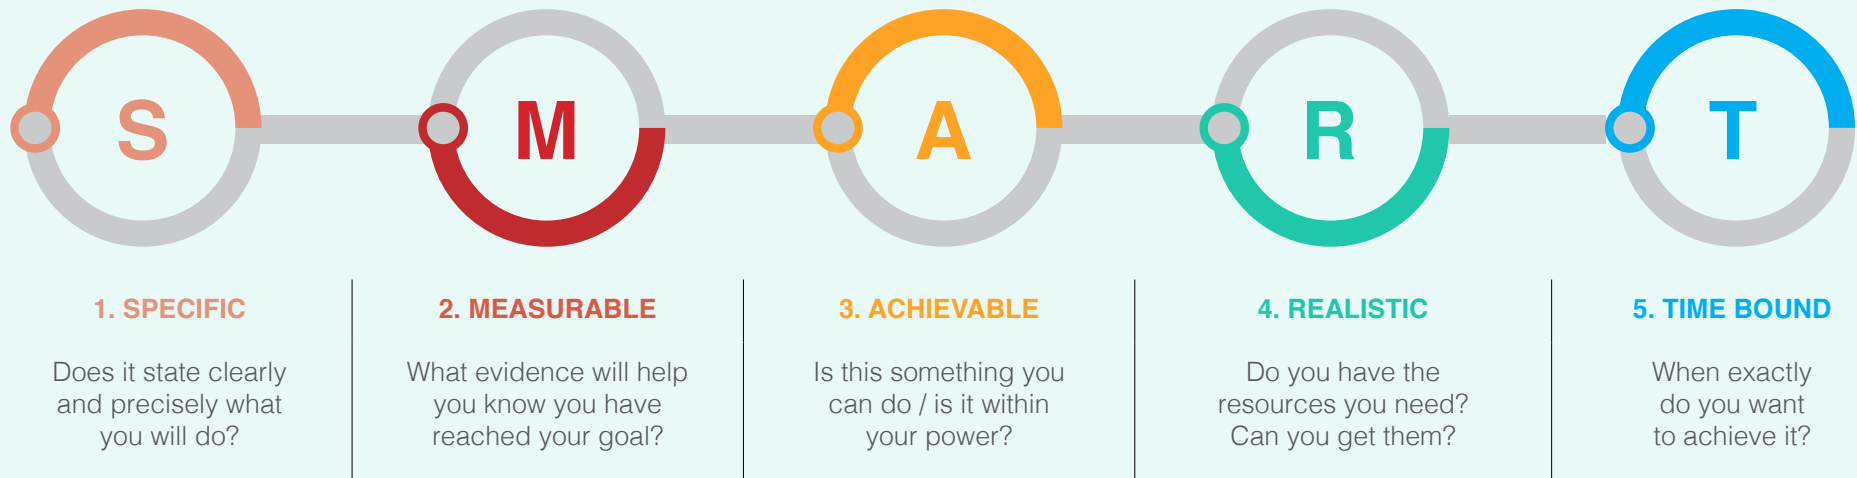 S
M
A
R
T
1. SPECIFIC
Does it state clearly
and precisely what
you will do?
2. MEASURABLE
What evidence will help
you know you have
reached your goal?
3. ACHIEVABLE
Is this something you
can do / is it within
your power?
4. REALISTIC
Do you have the
resources you need?
Can you get them?
5. TIME BOUND
When exactly
do you want
to achieve it?